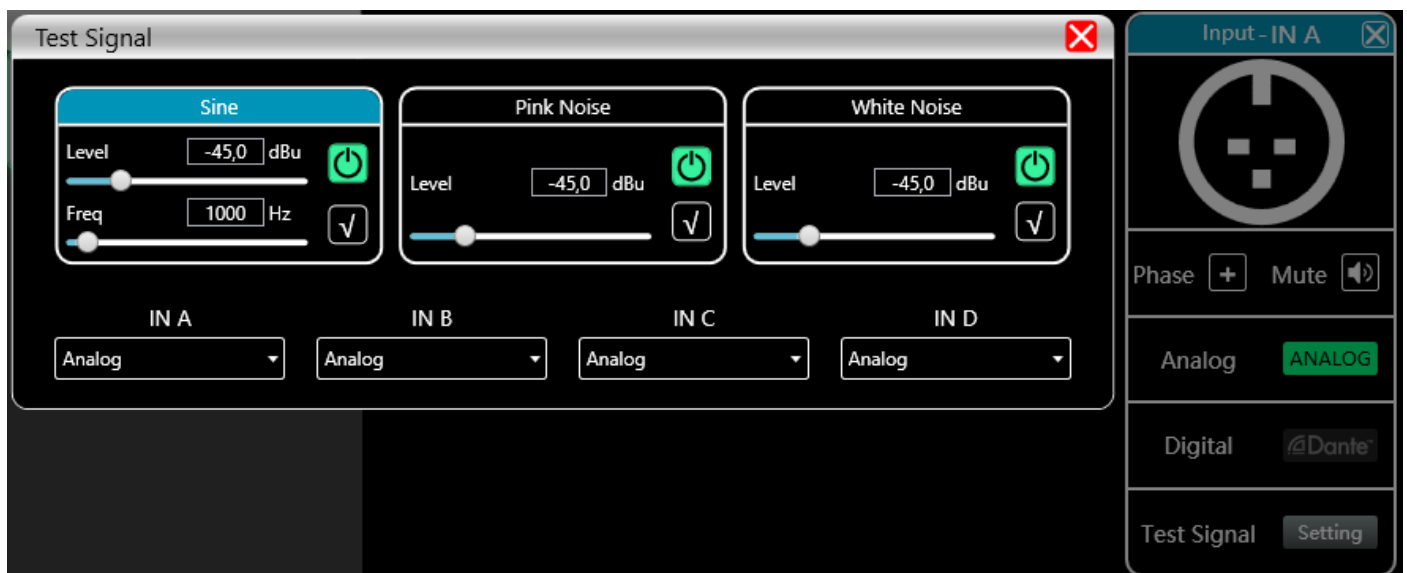 Test Signal
Sine
Level -45,0 dBu
Freq 1000 Hz
√
Pink Noise
Level -45,0 dBu
√
White Noise
Level -45,0 dBu
√
IN A IN B IN C IN D
Analog Analog Analog Analog
Input - IN A
Phase + Mute
Analog ANALOG
Digital Dante™
Test Signal Setting